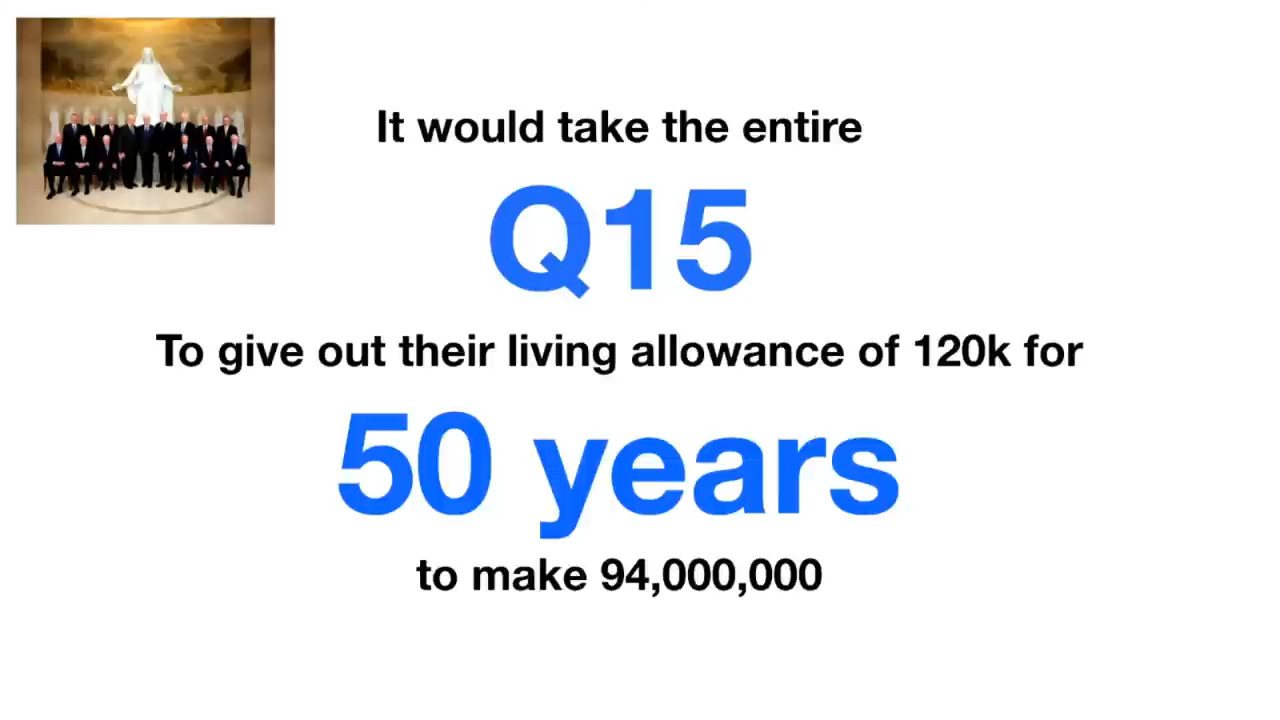 It would take the entire
Q15
To give out their living allowance of 120k for
50 years
to make 94,000,000